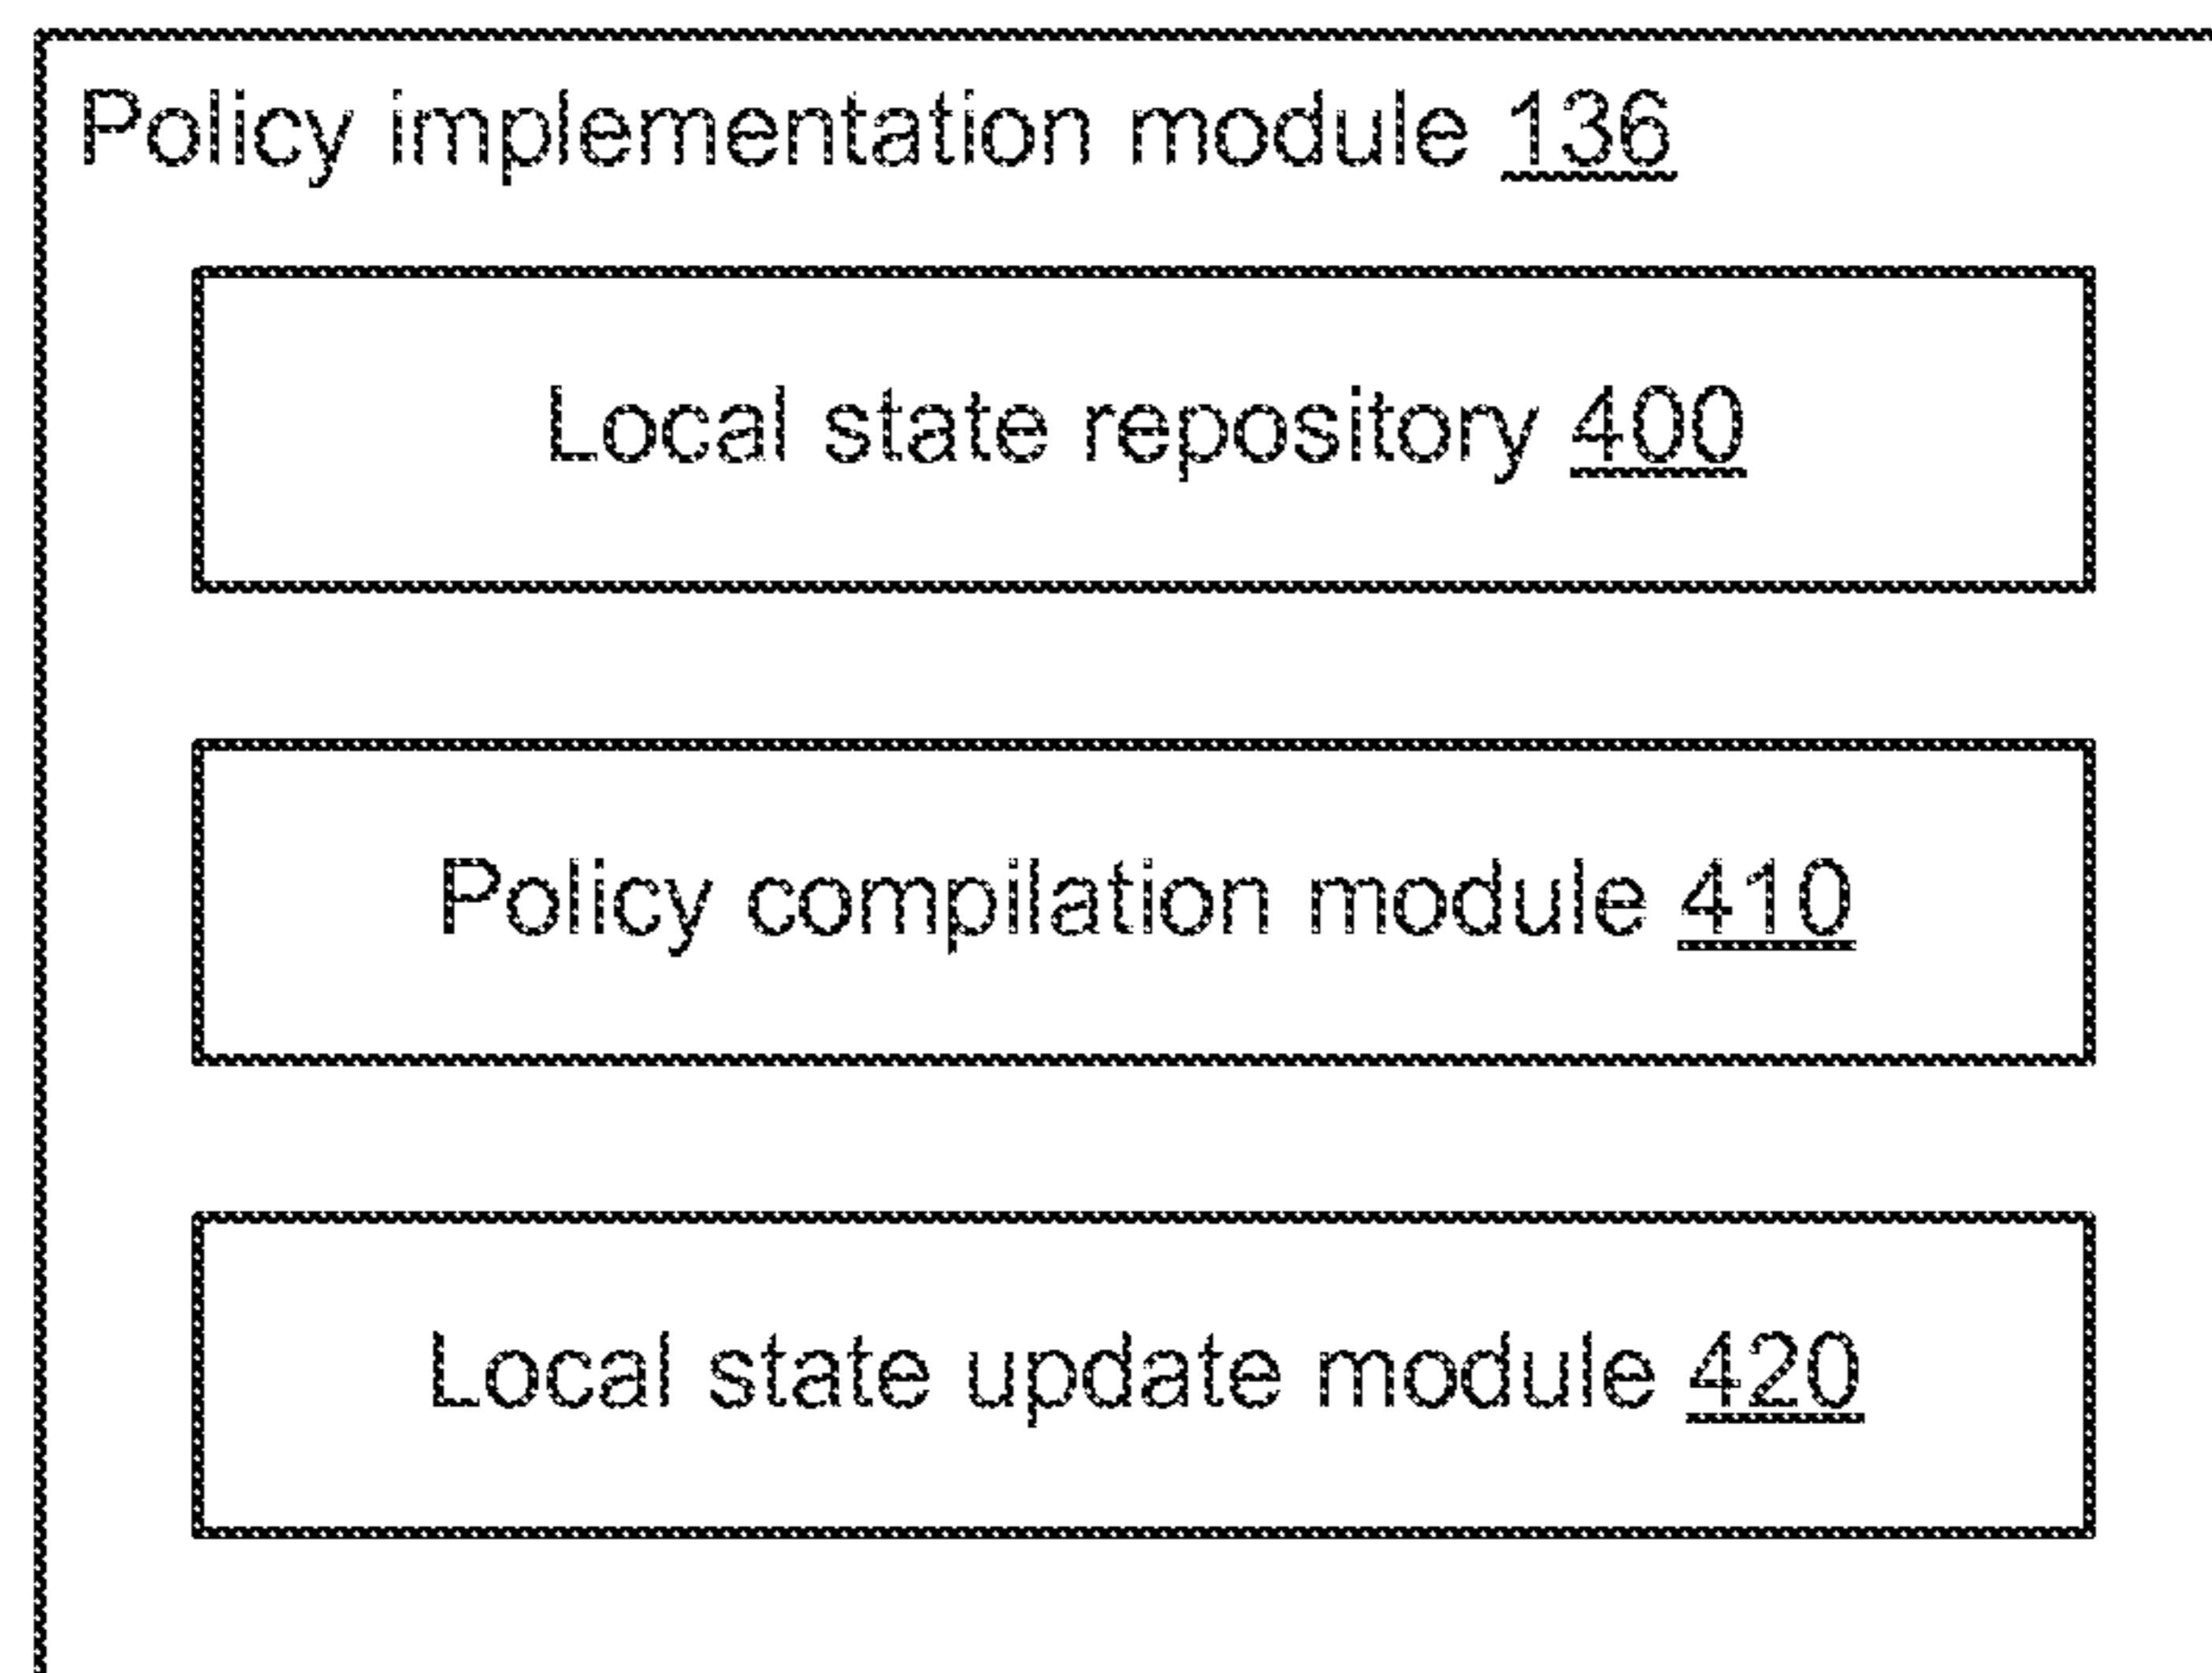 Policy implementation module 136
Local state repository 400
Policy compilation module 410
Local state update module 420